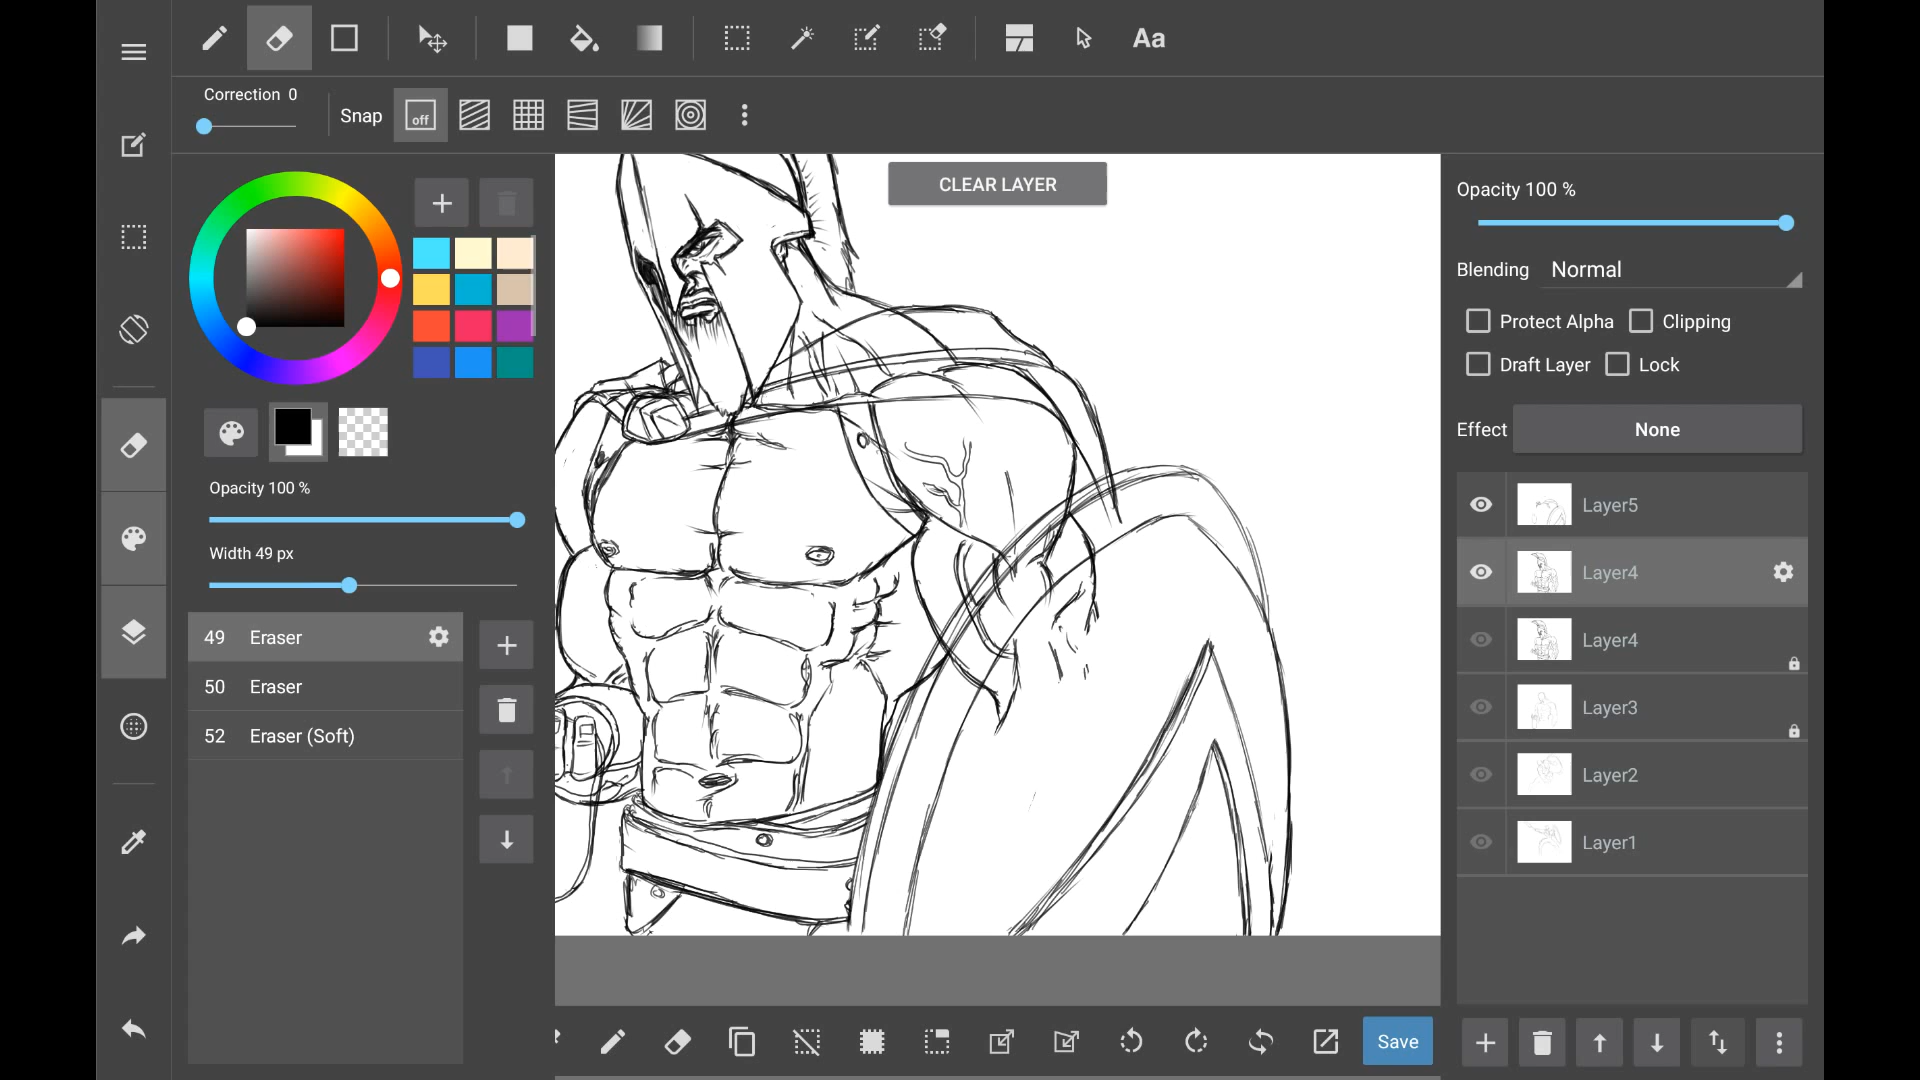 Aa
Correction 0
Snap
off
CLEAR LAYER
Opacity 100 %
Blending Normal
Protect Alpha
Clipping
Draft Layer
Lock
Effect None
Opacity 100 %
Width 49 px
49 Eraser
50 Eraser
52 Eraser (Soft)
Layer5
Layer4
Layer4
Layer3
Layer2
Layer1
Save